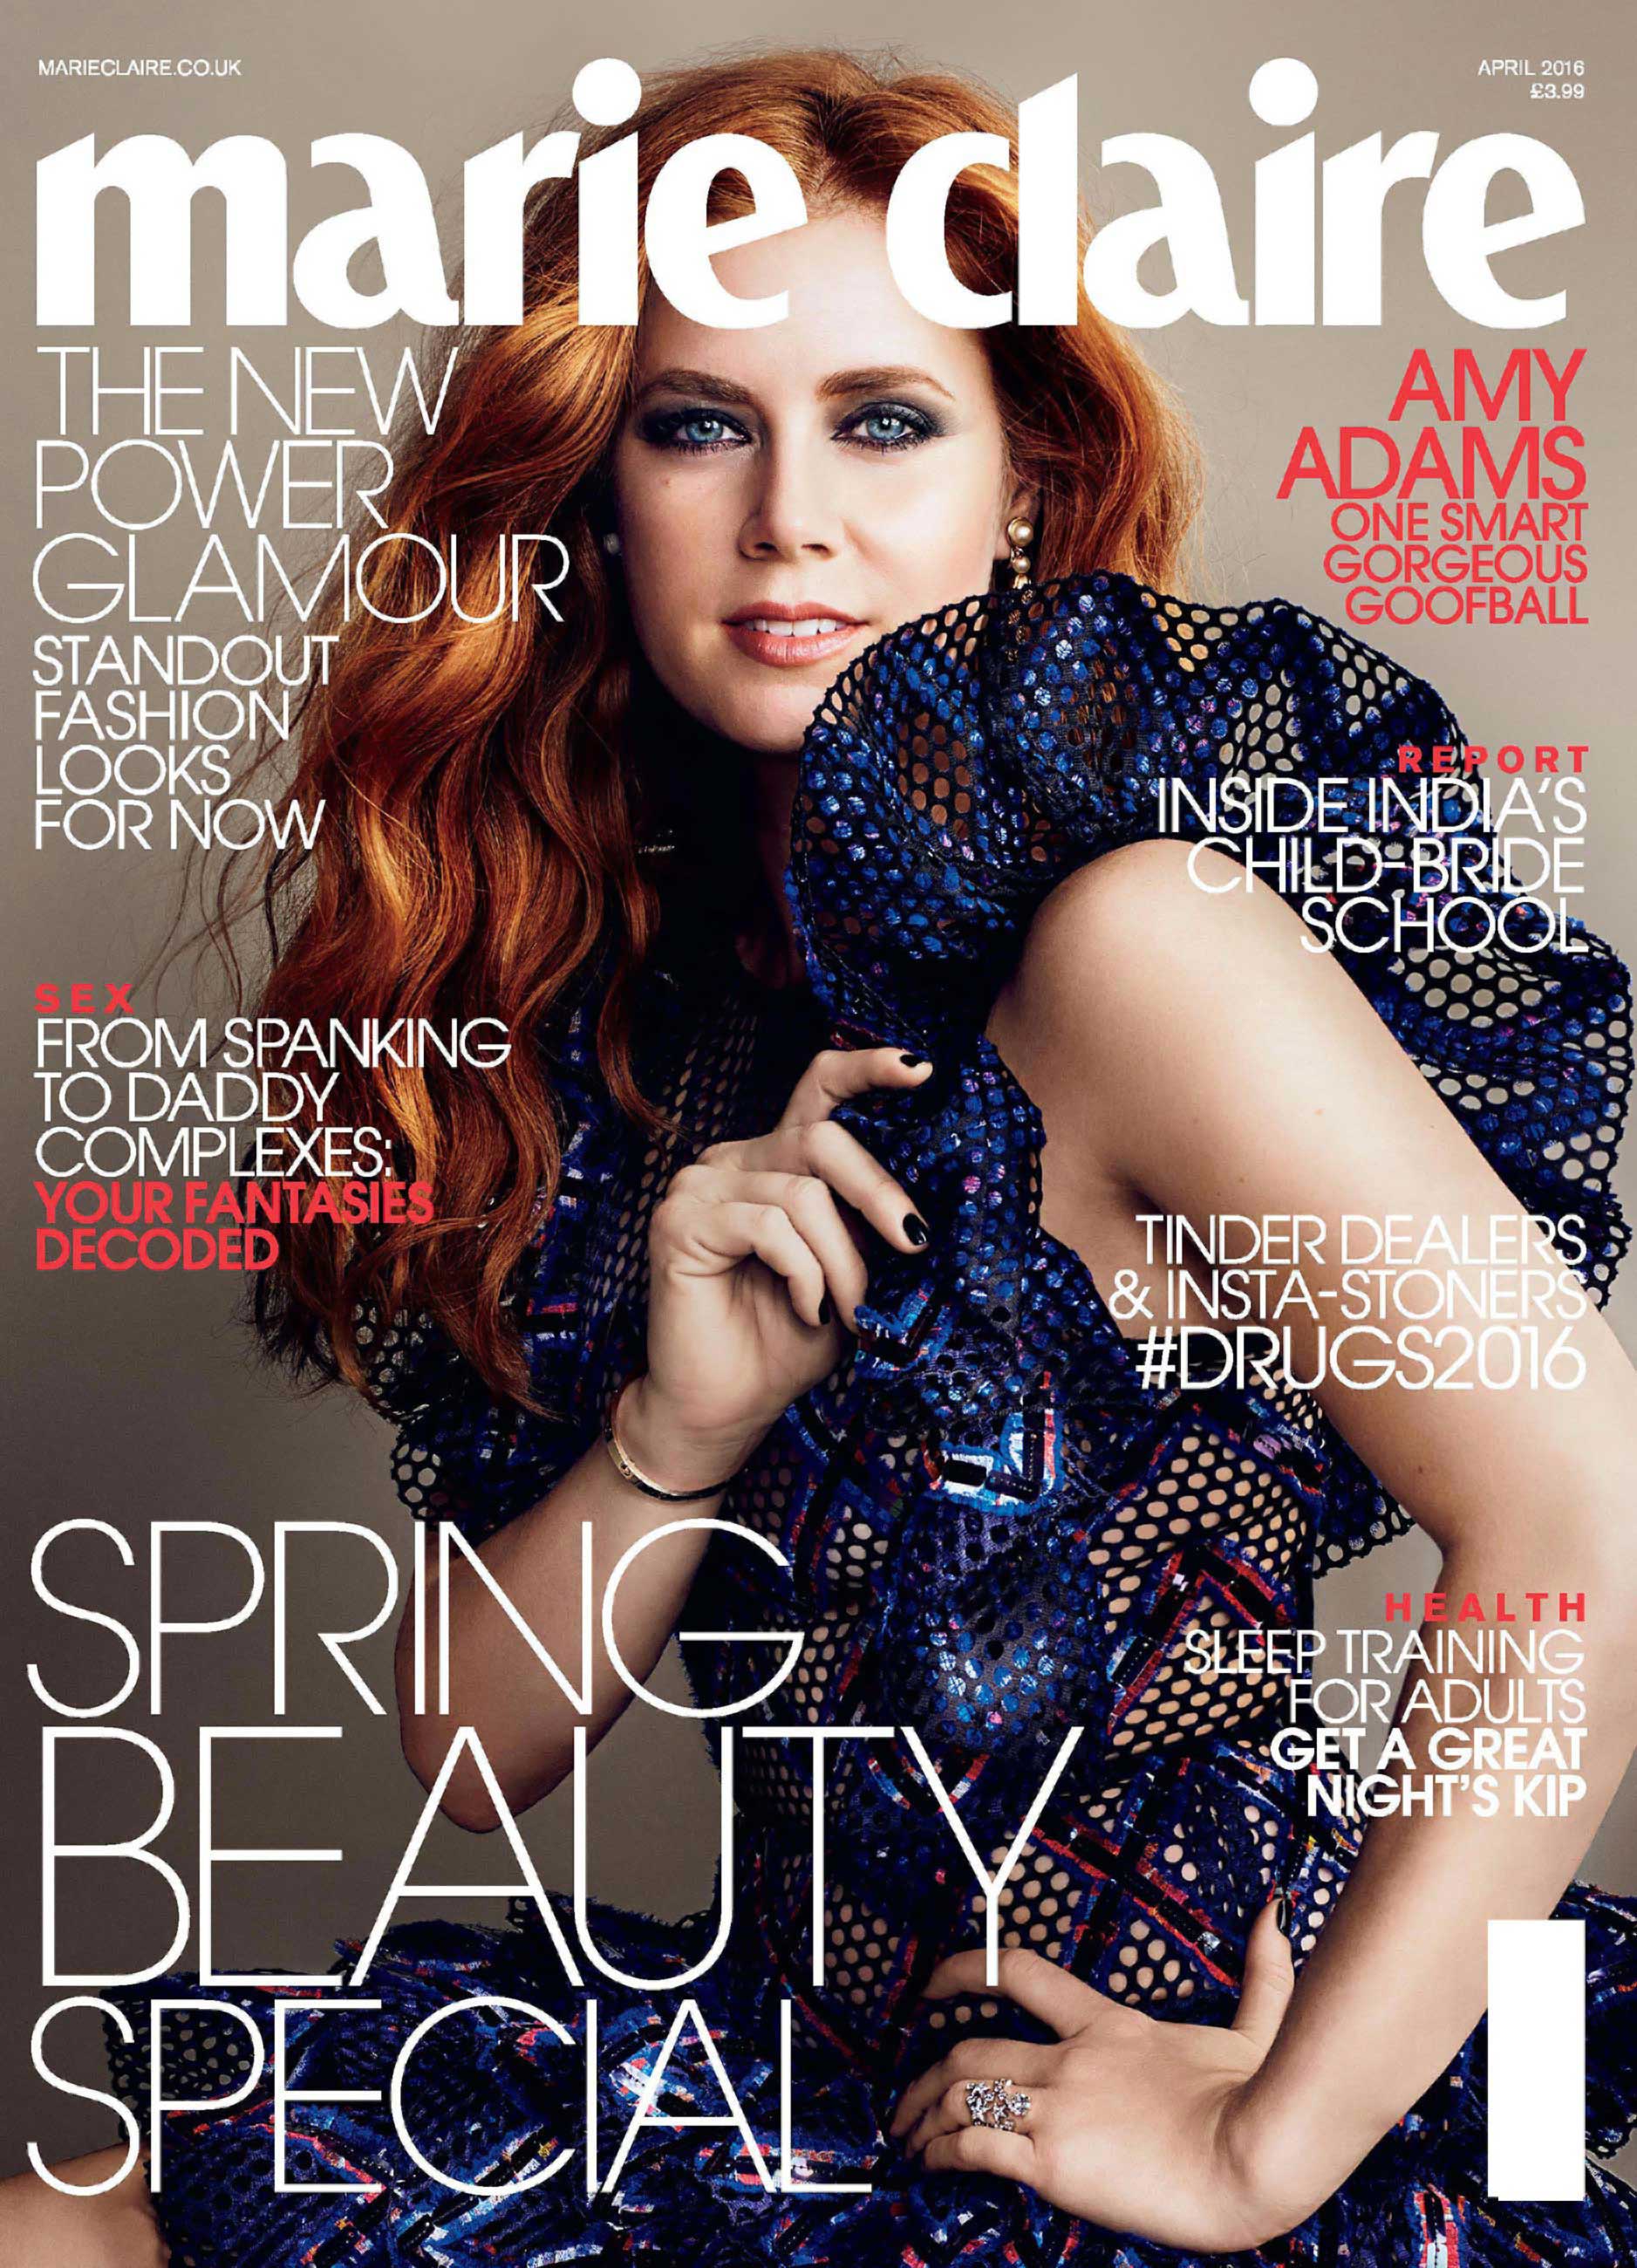 MARIECLAIRE.CO.UK
APRIL 2016
£3.99
marie claire
THE NEW
POWER
GLAMOUR
STANDOUT
FASHION
LOOKS
FOR NOW
AMY
ADAMS
ONE SMART
GORGEOUS
GOOFBALL
REPORT
INSIDE INDIA'S
CHILD-BRIDE
SCHOOL
SEX
FROM SPANKING
TO DADDY
COMPLEXES:
YOUR FANTASIES
DECODED
TINDER DEALERS
& INSTA-STONERS
#DRUGS2016
SPRING
BEAUTY
SPECIAL
HEALTH
SLEEP TRAINING
FOR ADULTS
GET A GREAT
NIGHT'S KIP